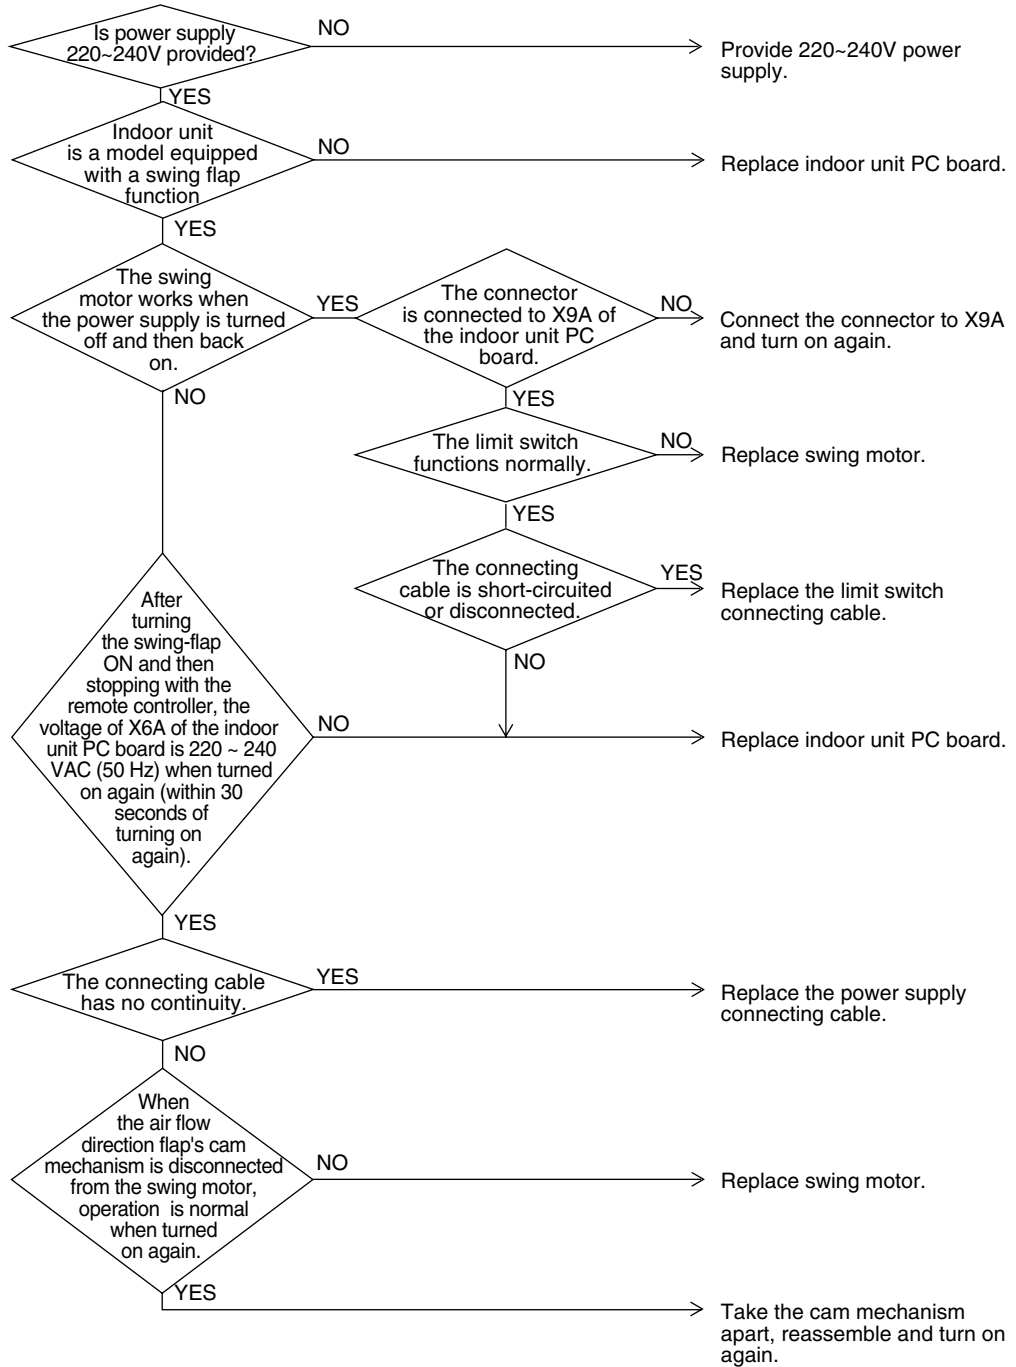 Is power supply
220~240V provided?
NO
Provide 220~240V power
supply.
YES
Indoor unit
is a model equipped
with a swing flap
function
NO
Replace indoor unit PC board.
YES
The swing
motor works when
the power supply is turned
off and then back
on.
YES
The connector
is connected to X9A of
the indoor unit PC
board.
NO
Connect the connector to X9A
and turn on again.
NO
YES
The limit switch
functions normally.
NO
Replace swing motor.
YES
The connecting
cable is short-circuited
or disconnected.
YES
Replace the limit switch
connecting cable.
NO
After
turning
the swing-flap
ON and then
stopping with the
remote controller, the
voltage of X6A of the indoor
unit PC board is 220 ~ 240
VAC (50 Hz) when turned
on again (within 30
seconds of
turning on
again).
NO
Replace indoor unit PC board.
YES
The connecting cable
has no continuity.
YES
Replace the power supply
connecting cable.
NO
When
the air flow
direction flap's cam
mechanism is disconnected
from the swing motor,
operation is normal
when turned
on again.
NO
Replace swing motor.
YES
Take the cam mechanism
apart, reassemble and turn on
again.